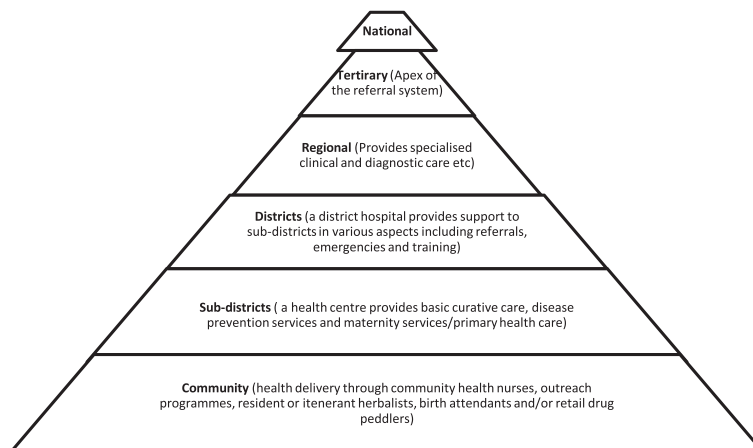 National
Tertirary (Apex of
the referral system)
Regional (Provides specialised
clinical and diagnostic care etc)
Districts (a district hospital provides support to
sub-districts in various aspects including referrals,
emergencies and training)
Sub-districts ( a health centre provides basic curative care, disease
prevention services and maternity services/primary health care)
Community (health delivery through community health nurses, outreach
programmes, resident or itenerant herbalists, birth attendants and/or retail drug
peddlers)